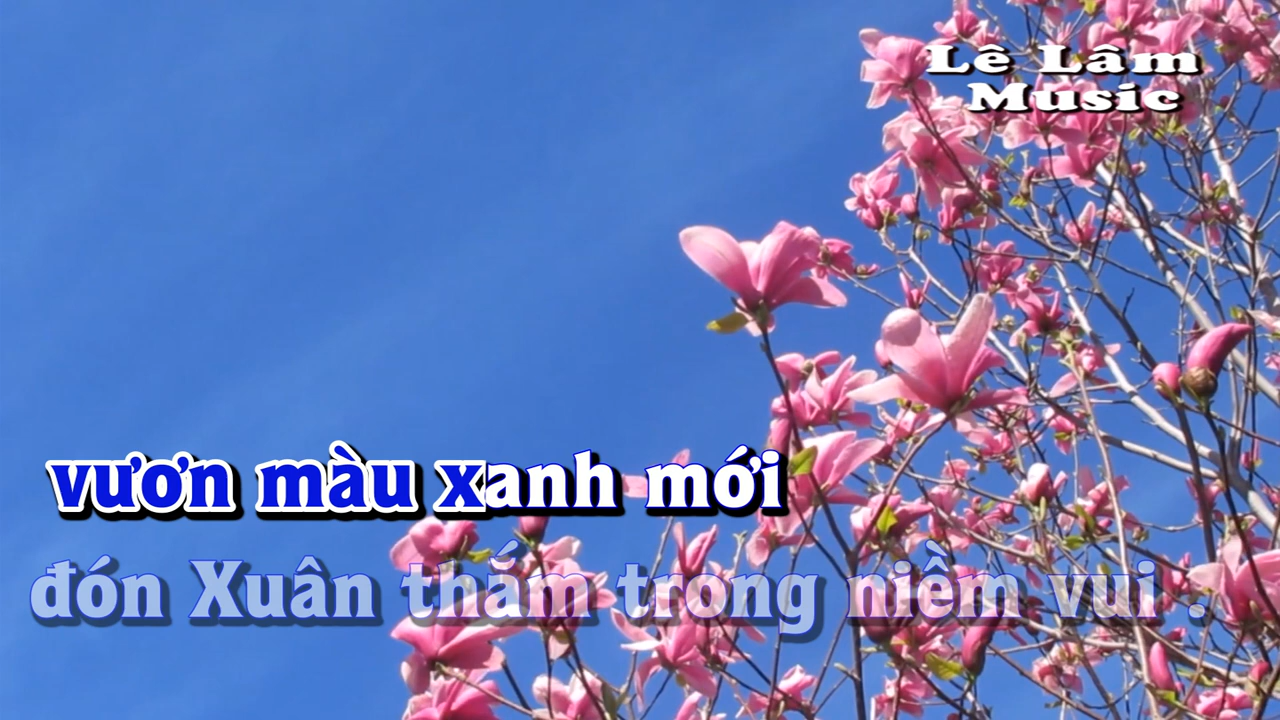 Lê Lâm
Music
vươn màu xanh mới
đón Xuân thắm trong niềm vui .